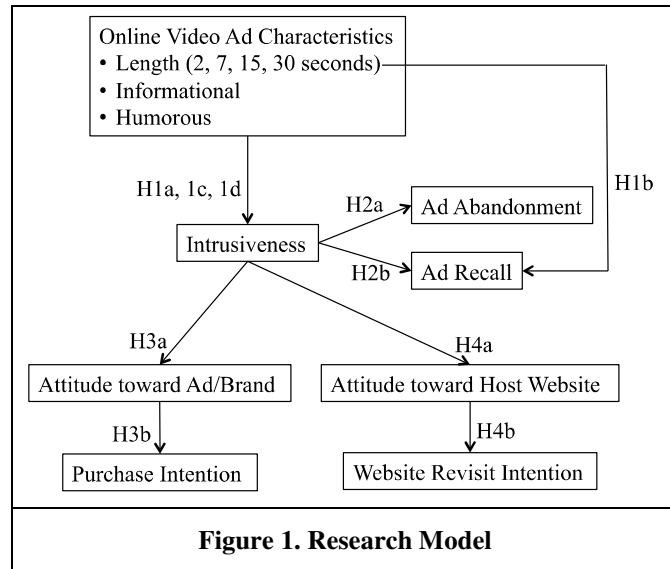 Online Video Ad Characteristics
• Length (2, 7, 15, 30 seconds)
• Informational
• Humorous
H1a, 1c, 1d
H1b
H2a
Ad Abandonment
Intrusiveness
H2b
Ad Recall
H3a
H4a
Attitude toward Ad/Brand
Attitude toward Host Website
H3b
H4b
Purchase Intention
Website Revisit Intention
Figure 1. Research Model